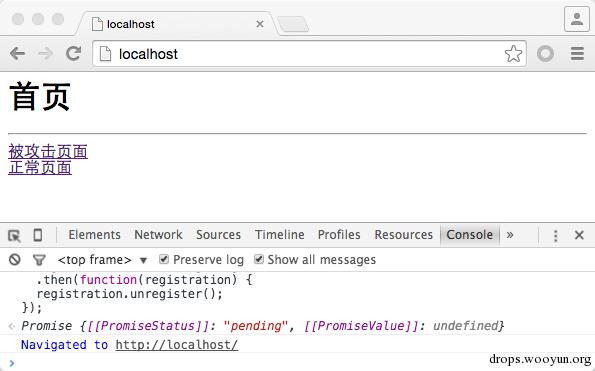 localhost
localhost
首页
被攻击页面
正常页面
Elements Network Sources Timeline Profiles Resources Console »
<top frame> ▼ Preserve log Show all messages
.then(function(registration) {
registration.unregister();
});
Promise {[[PromiseStatus]]: "pending", [[PromiseValue]]: undefined}
Navigated to http://localhost/
drops.wooyun.org